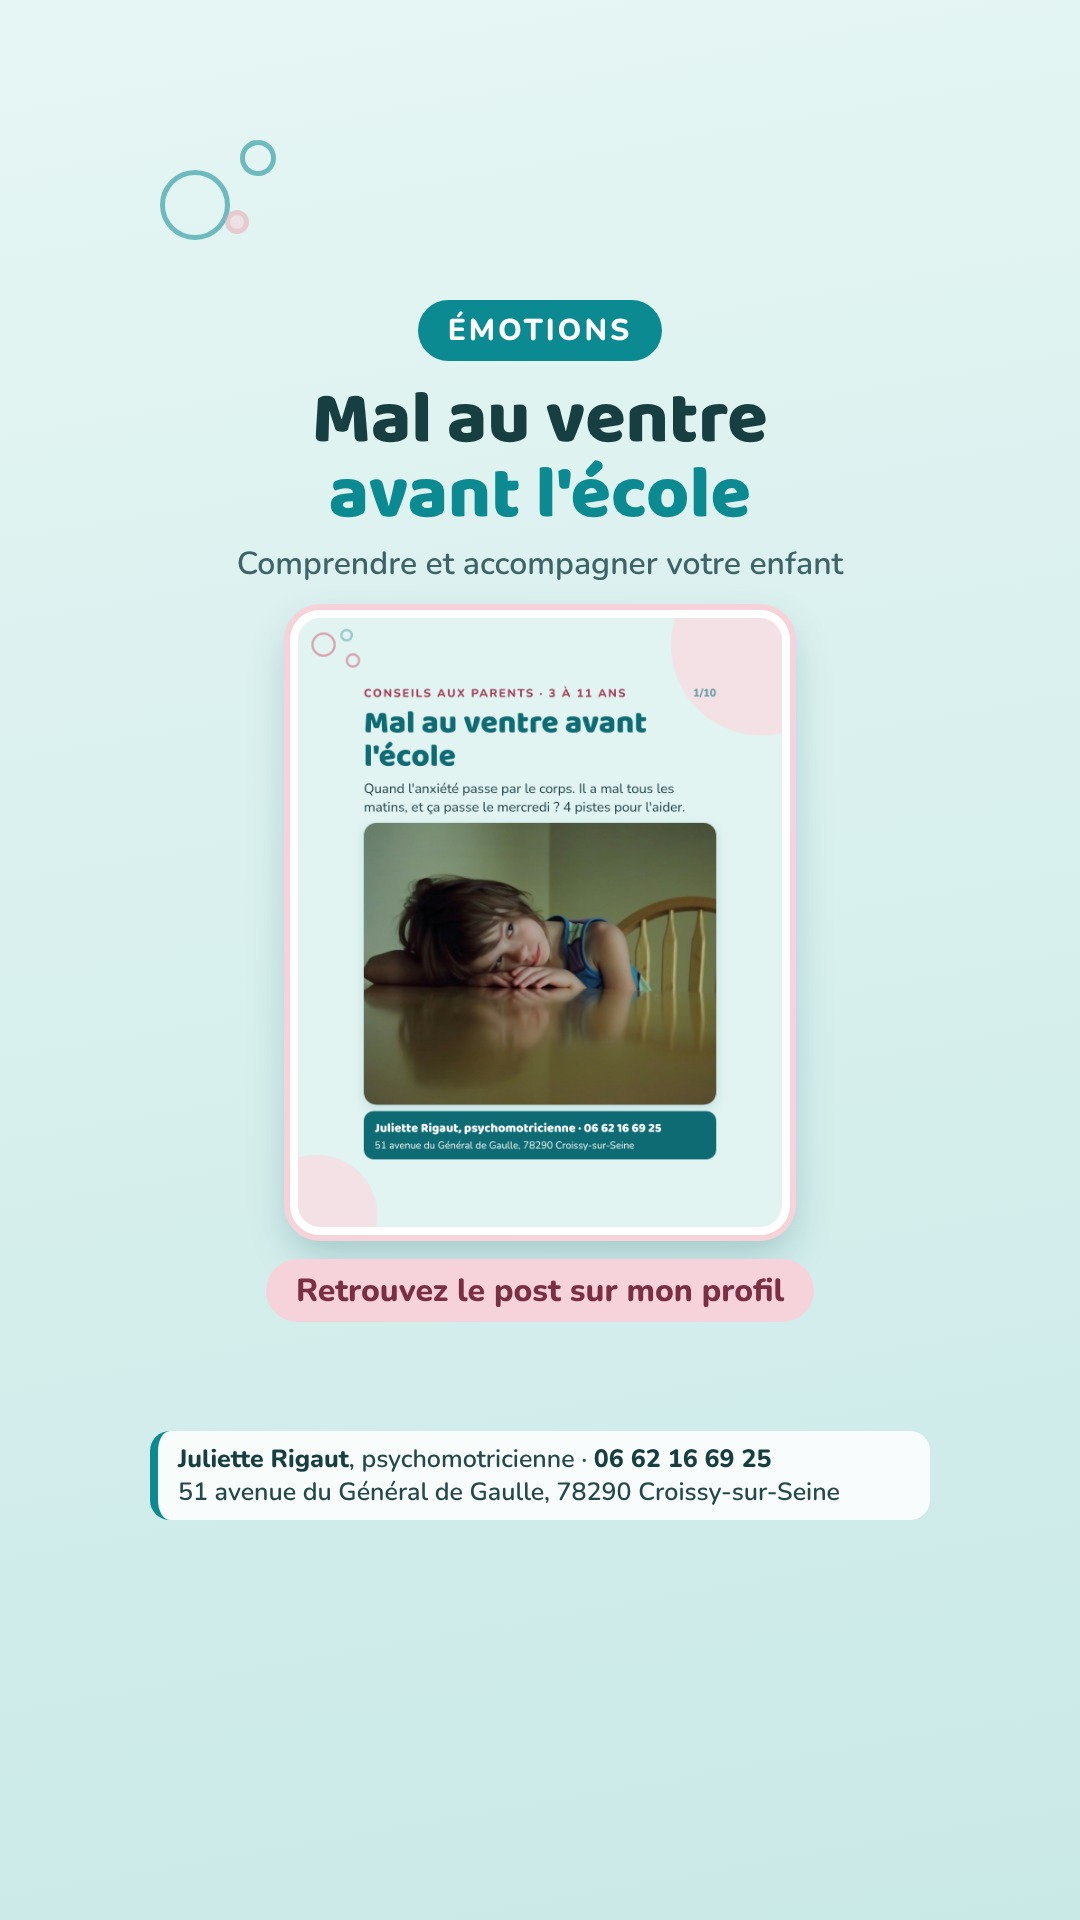 ÉMOTIONS
Mal au ventre
avant l'école
Comprendre et accompagner votre enfant
CONSEILS AUX PARENTS · 3 À 11 ANS
1/10
Mal au ventre avant
l'école
Quand l'anxiété passe par le corps. Il a mal tous les
matins, et ça passe le mercredi ? 4 pistes pour l'aider.
Juliette Rigaut, psychomotricienne · 06 62 16 69 25
51 avenue du Général de Gaulle, 78290 Croissy-sur-Seine
Retrouvez le post sur mon profil
Juliette Rigaut, psychomotricienne · 06 62 16 69 25
51 avenue du Général de Gaulle, 78290 Croissy-sur-Seine